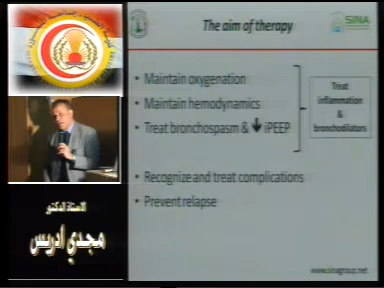 The aim of therapy
SINA
• Maintain oxygenation
• Maintain hemodynamics
• Treat bronchospasm & ↓ iPEEP
Treat
inflammation
& bronchodilators
• Recognize and treat complications
• Prevent relapse
www.sinagroup.net
الاستاذ الدكتور
مجدي ادريس